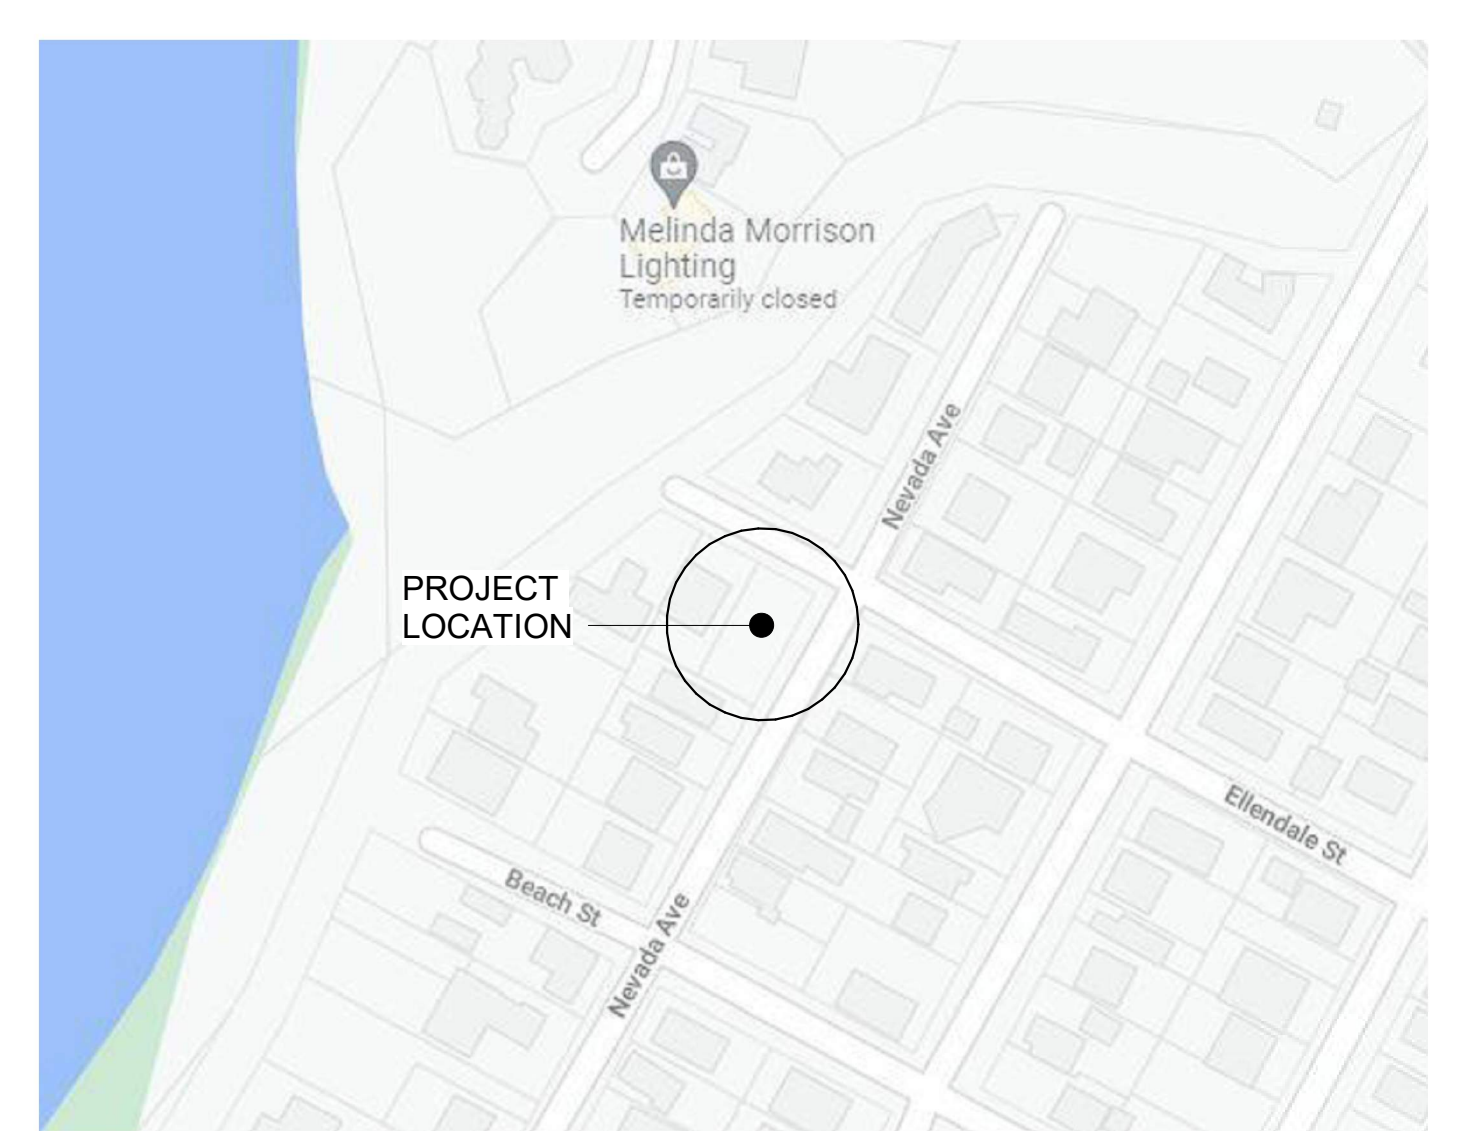 Melinda Morrison
Lighting
Temporarily closed
Nevada Ave
PROJECT
LOCATION
Ellendale St
Beach St
Nevada Ave